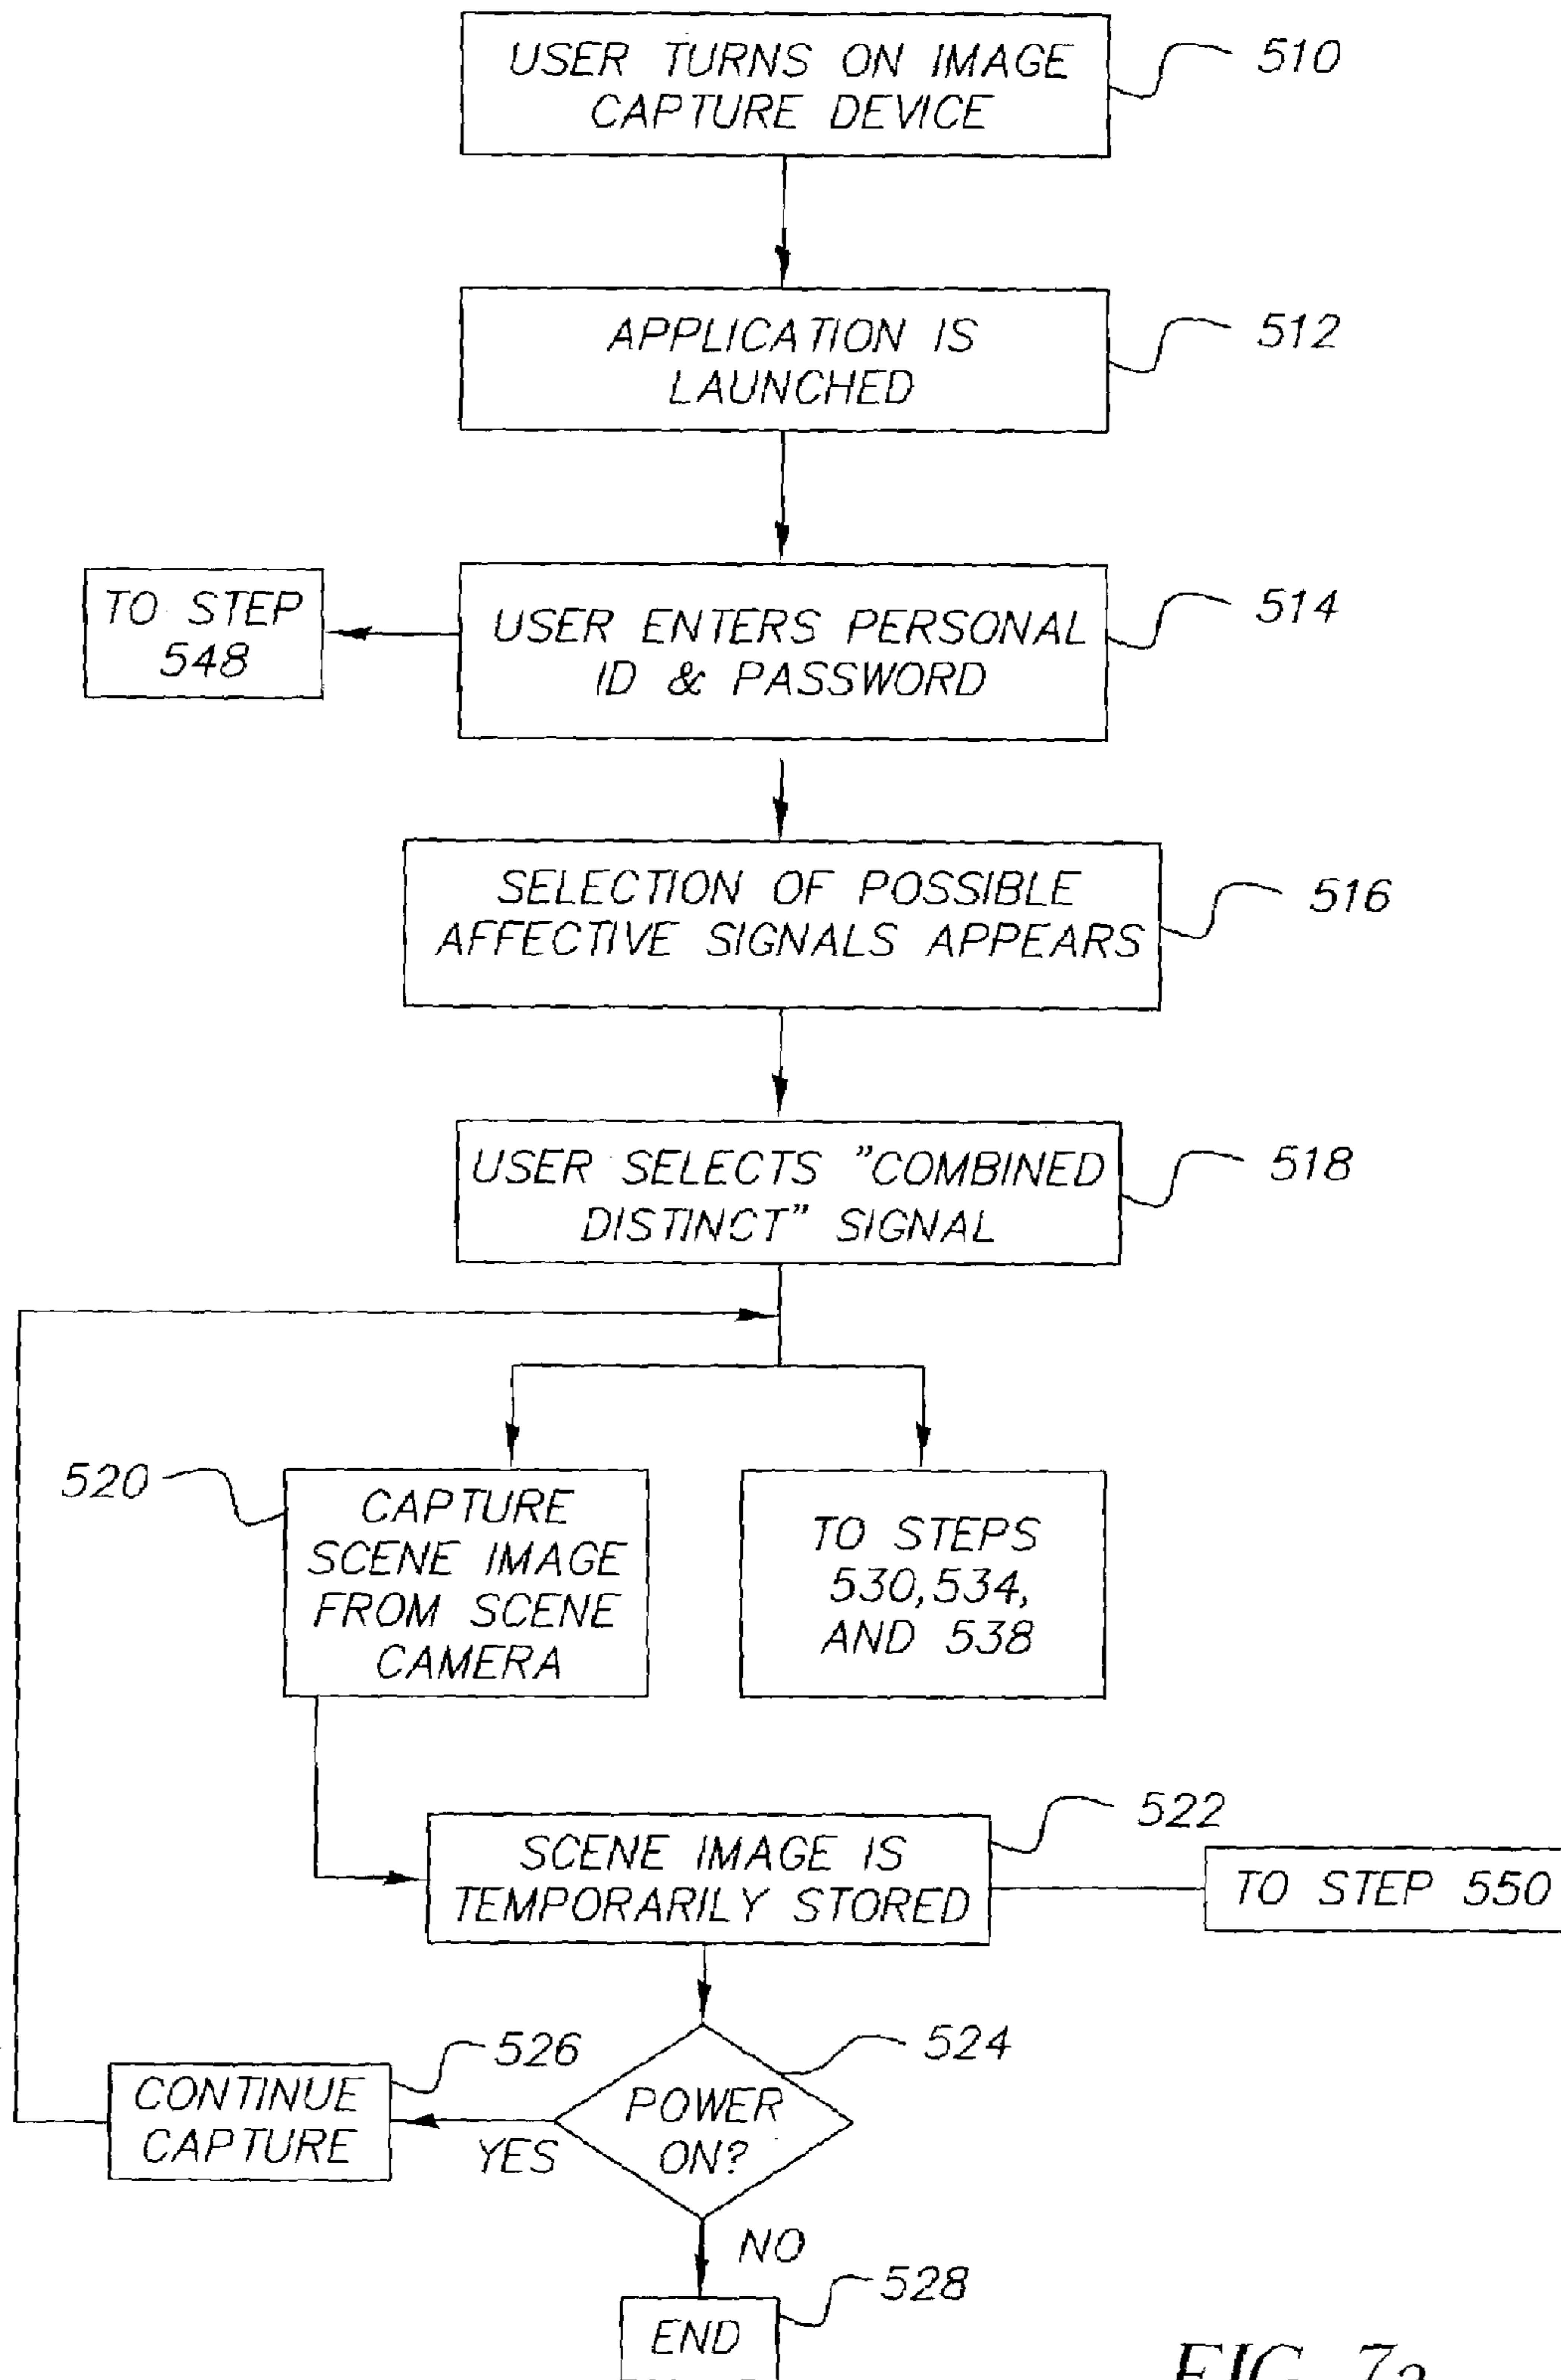 USER TURNS ON IMAGE
CAPTURE DEVICE
510
APPLICATION IS
LAUNCHED
512
TO STEP
548
USER ENTERS PERSONAL
ID & PASSWORD
514
SELECTION OF POSSIBLE
AFFECTIVE SIGNALS APPEARS
516
USER SELECTS "COMBINED
DISTINCT" SIGNAL
518
520
CAPTURE
SCENE IMAGE
FROM SCENE
CAMERA
TO STEPS
530,534,
AND 538
522
SCENE IMAGE IS
TEMPORARILY STORED
TO STEP 550
524
526
CONTINUE
CAPTURE
YES
POWER
ON?
NO
528
END
FIG. 7a